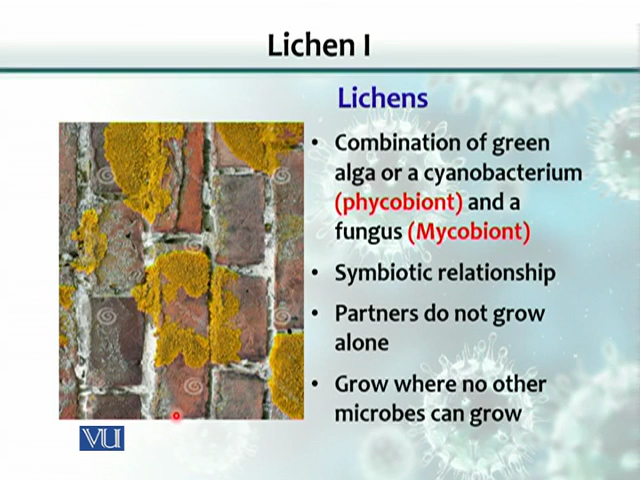 Lichen I
Lichens
• Combination of green
alga or a cyanobacterium
(phycobiont) and a
fungus (Mycobiont)
• Symbiotic relationship
• Partners do not grow
alone
• Grow where no other
microbes can grow
VU